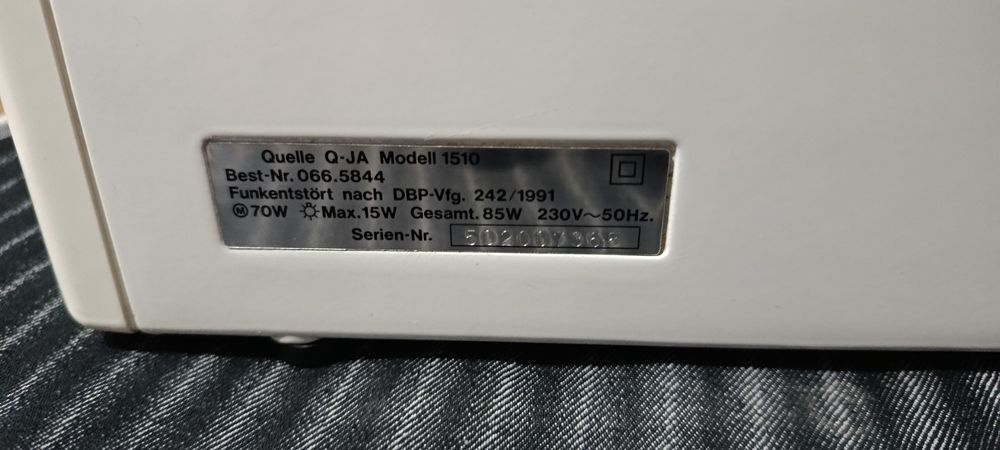 Quelle Q-JA Modell 1510
Best-Nr. 066.5844
Funkentstört nach DBP-Vfg. 242/1991
Ⓜ70W Max.15W Gesamt.85W 230V~50Hz.
Serien-Nr.